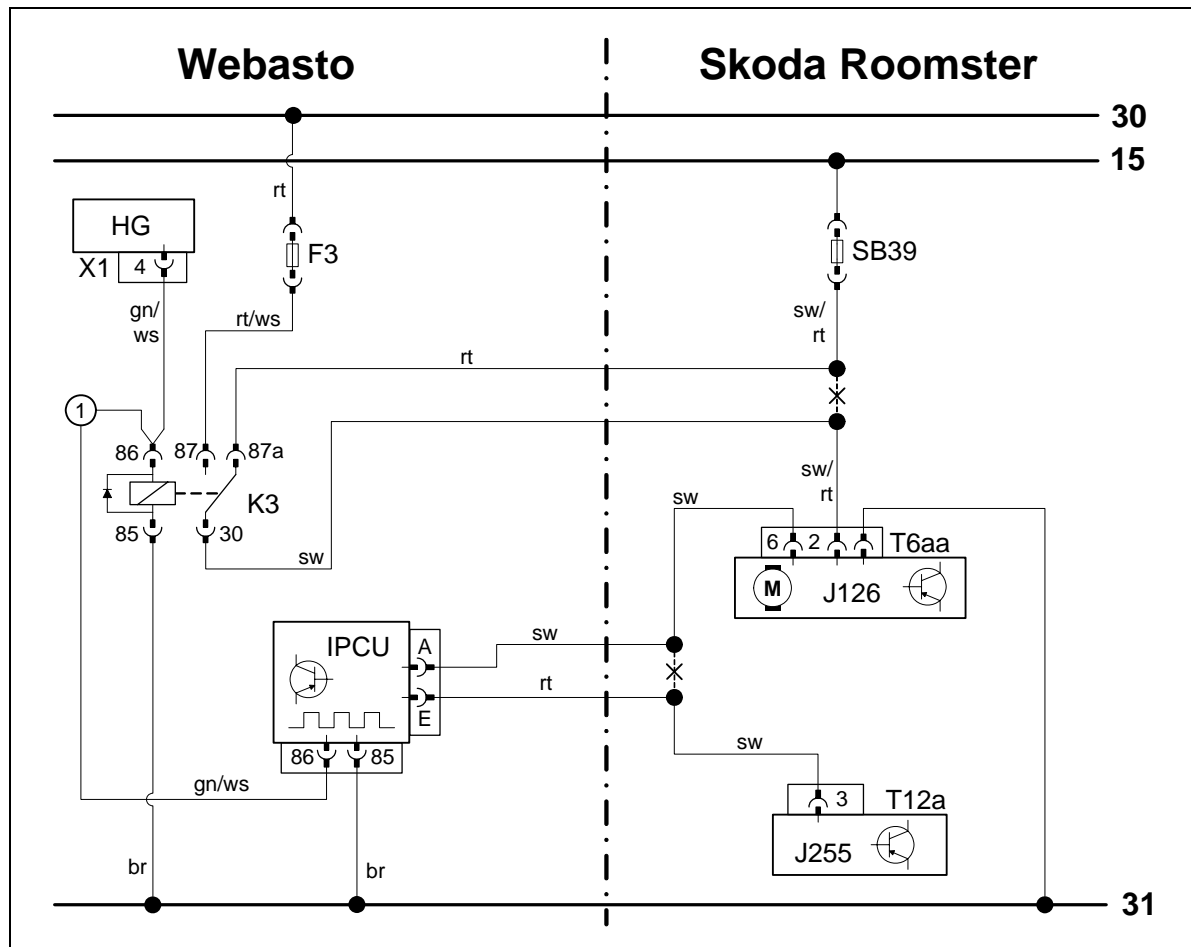 Webasto
Skoda Roomster
30
15
rt
HG
X1
4
F3
SB39
gn/
ws
rt/ws
sw/
rt
rt
1
86
87
87a
K3
85
30
sw
sw/
rt
sw
6
2
T6aa
M
J126
IPCU
A
sw
E
rt
86
85
sw
gn/ws
3
T12a
J255
br
br
31